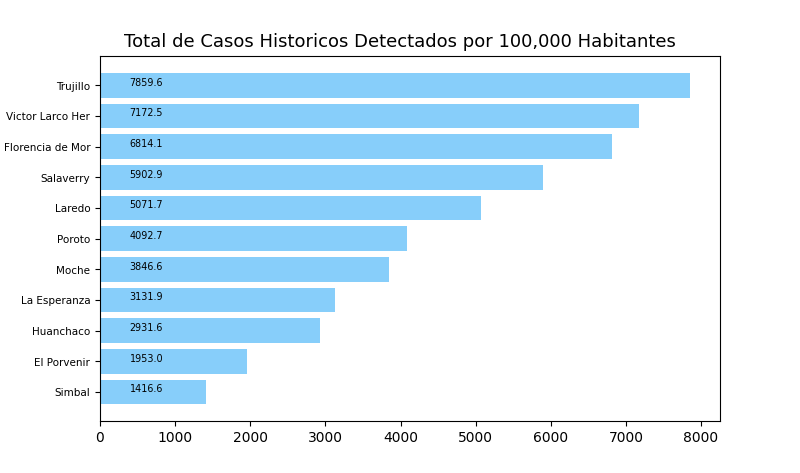 Total de Casos Historicos Detectados por 100,000 Habitantes
Trujillo 7859.6
Victor Larco Her 7172.5
Florencia de Mor 6814.1
Salaverry 5902.9
Laredo 5071.7
Poroto 4092.7
Moche 3846.6
La Esperanza 3131.9
Huanchaco 2931.6
El Porvenir 1953.0
Simbal 1416.6
0 1000 2000 3000 4000 5000 6000 7000 8000